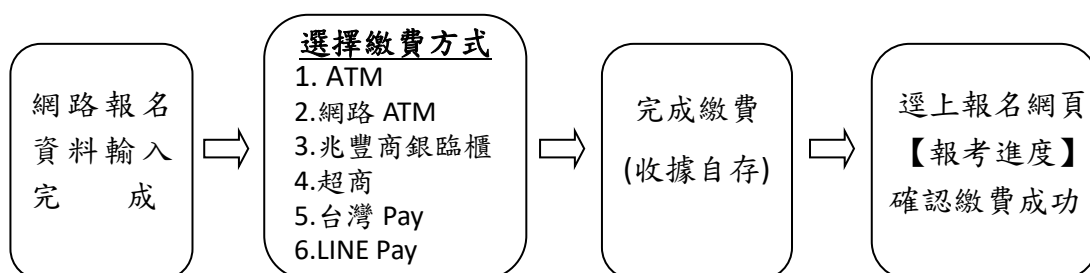 網路報名
資料輸入
完成
選擇繳費方式
1. ATM
2.網路 ATM
3.兆豐商銀臨櫃
4.超商
5.台灣 Pay
6.LINE Pay
完成繳費
(收據自存)
逕上報名網頁
【報考進度】
確認繳費成功